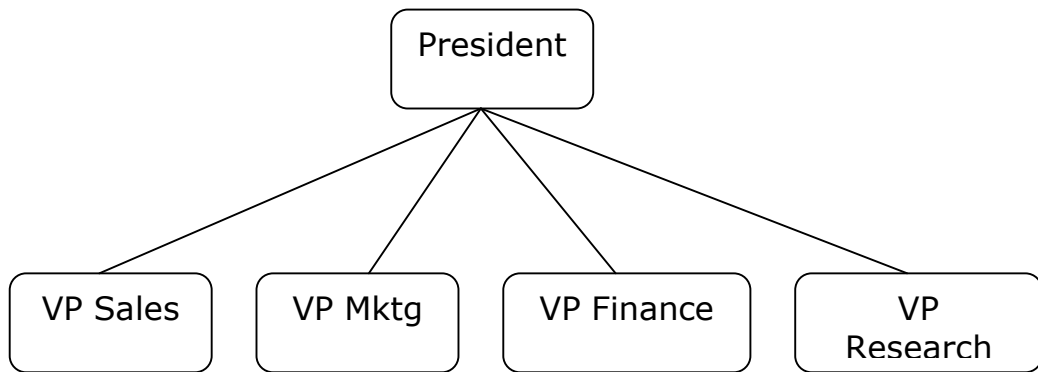 President
VP Sales
VP Mktg
VP Finance
VP
Research